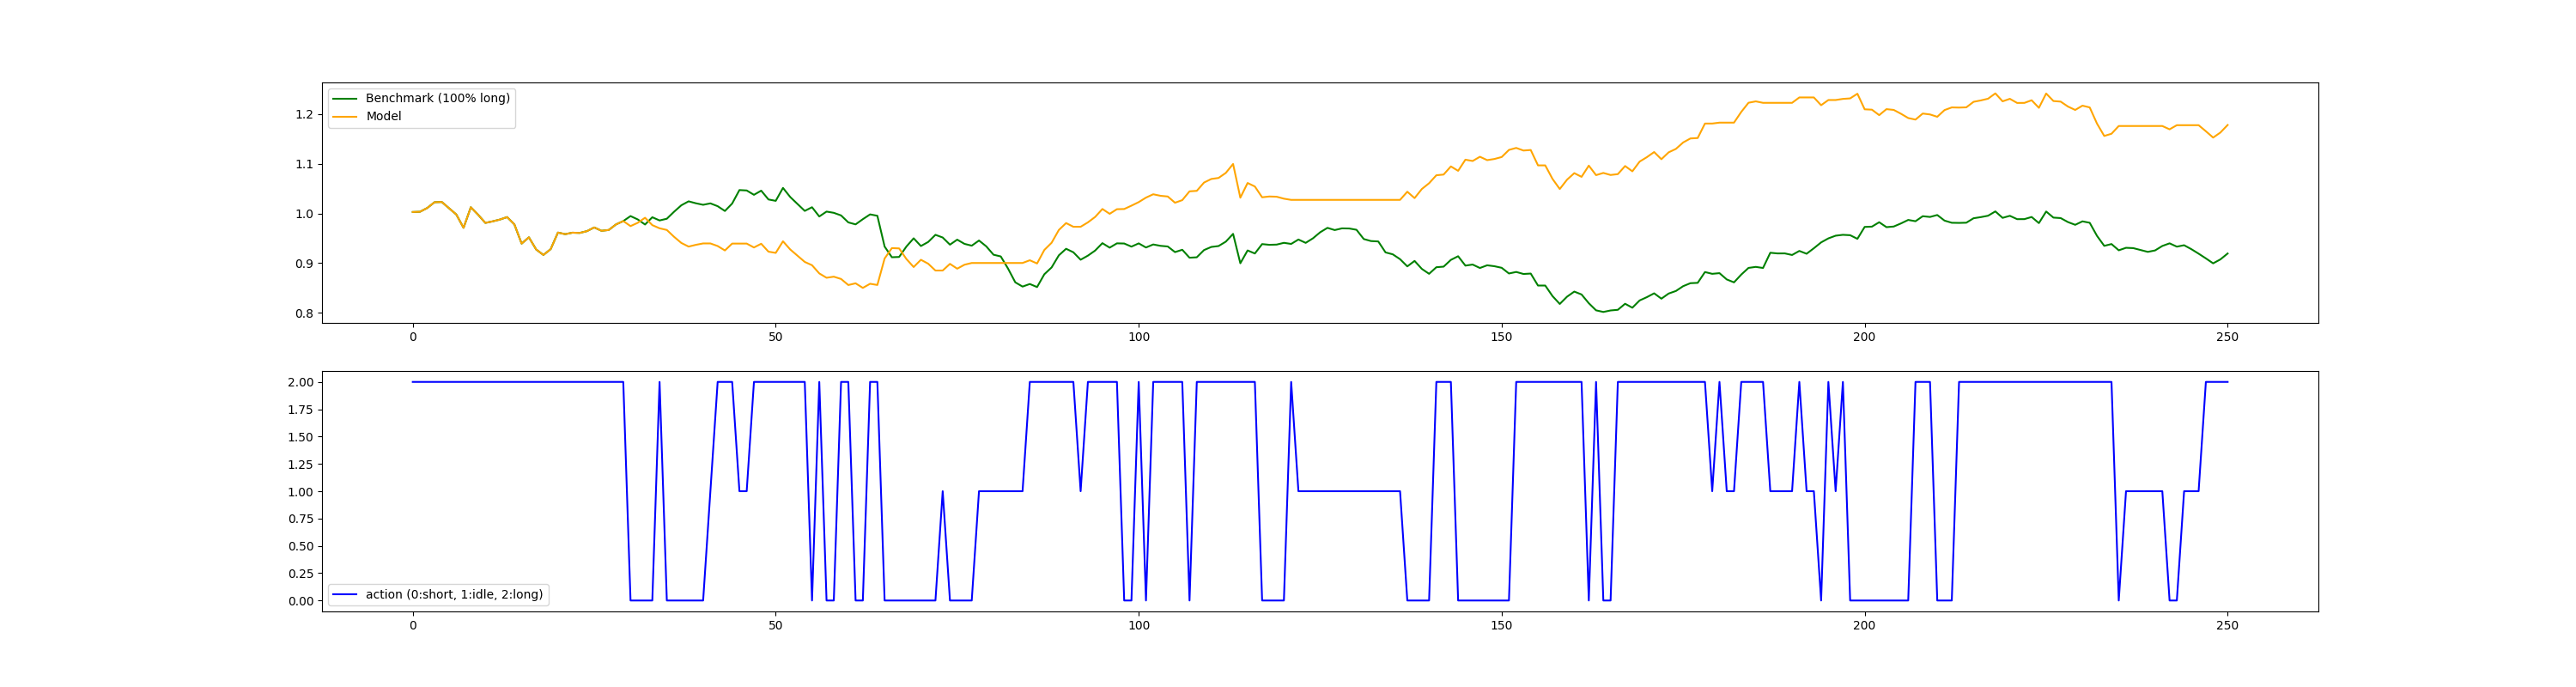 Benchmark (100% long)
Model
1.2
1.1
1.0
0.9
0.8
0 50 100 150 200 250
2.00
1.75
1.50
1.25
1.00
0.75
0.50
0.25
0.00
action (0:short, 1:idle, 2:long)
0 50 100 150 200 250